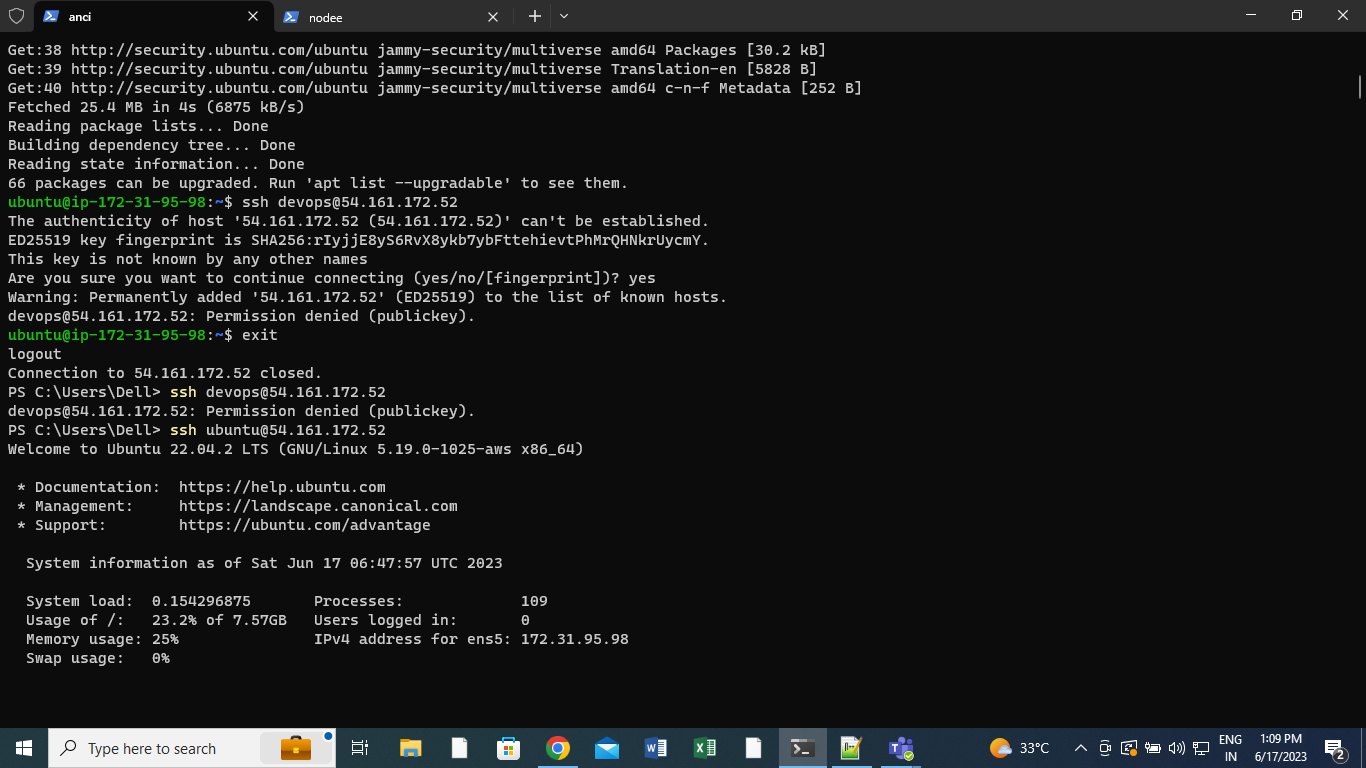 anci
nodee
Get:38 http://security.ubuntu.com/ubuntu jammy-security/multiverse amd64 Packages [30.2 kB]
Get:39 http://security.ubuntu.com/ubuntu jammy-security/multiverse Translation-en [5828 B]
Get:40 http://security.ubuntu.com/ubuntu jammy-security/multiverse amd64 c-n-f Metadata [252 B]
Fetched 25.4 MB in 4s (6875 kB/s)
Reading package lists... Done
Building dependency tree... Done
Reading state information... Done
66 packages can be upgraded. Run 'apt list --upgradable' to see them.
ubuntu@ip-172-31-95-98:~$ ssh devops@54.161.172.52
The authenticity of host '54.161.172.52 (54.161.172.52)' can't be established.
ED25519 key fingerprint is SHA256:rIyjjE8yS6RvX8ykb7ybFttehievtPhMrQHNkrUycmY.
This key is not known by any other names
Are you sure you want to continue connecting (yes/no/[fingerprint])? yes
Warning: Permanently added '54.161.172.52' (ED25519) to the list of known hosts.
devops@54.161.172.52: Permission denied (publickey).
ubuntu@ip-172-31-95-98:~$ exit
logout
Connection to 54.161.172.52 closed.
PS C:\Users\Dell> ssh devops@54.161.172.52
devops@54.161.172.52: Permission denied (publickey).
PS C:\Users\Dell> ssh ubuntu@54.161.172.52
Welcome to Ubuntu 22.04.2 LTS (GNU/Linux 5.19.0-1025-aws x86_64)
* Documentation: https://help.ubuntu.com
* Management: https://landscape.canonical.com
* Support: https://ubuntu.com/advantage
System information as of Sat Jun 17 06:47:57 UTC 2023
System load: 0.154296875 Processes: 109
Usage of /: 23.2% of 7.57GB Users logged in: 0
Memory usage: 25% IPv4 address for ens5: 172.31.95.98
Swap usage: 0%
Type here to search
33°C
ENG
IN
1:09 PM
6/17/2023
2